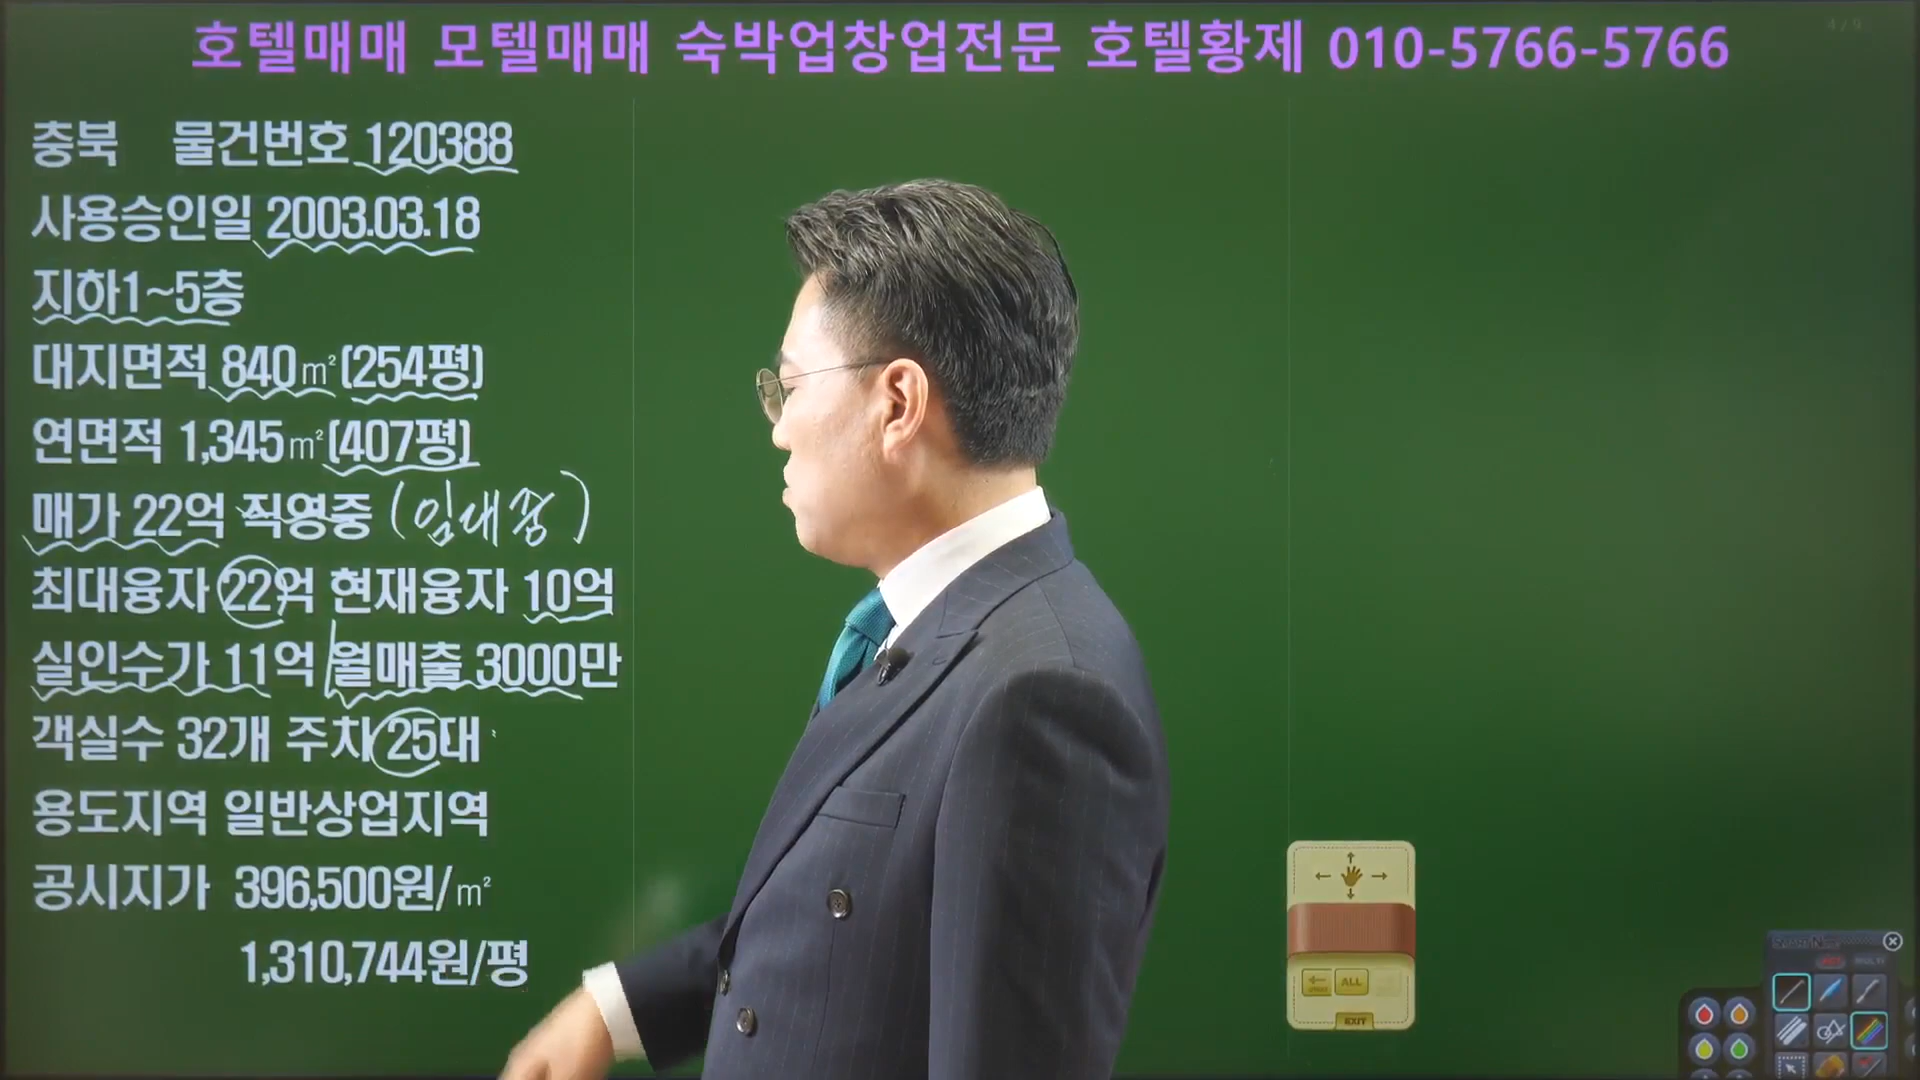 호텔매매 모텔매매 숙박업창업전문 호텔황제 010-5766-5766
충북 물건번호 120388
사용승인일 2003.03.18
지하1~5층
대지면적 840㎡(254평)
연면적 1,345㎡(407평)
매가 22억 직영중 (임대중)
최대융자 22억 현재융자 10억
실인수가 11억 월매출 3000만
객실수 32개 주차 25대
용도지역 일반상업지역
공시지가 396,500원/㎡
1,310,744원/평
ALL
EXIT
MULTI